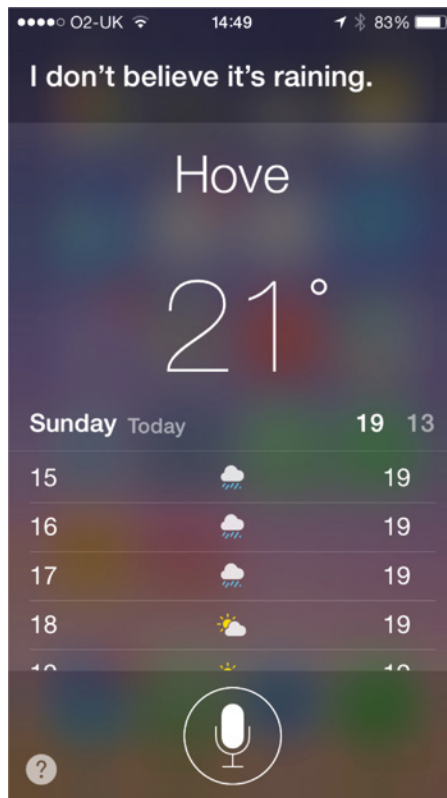 O2-UK 14:49 83%
I don't believe it's raining.
Hove
21°
Sunday Today 19 13
15 19
16 19
17 19
18 19
?